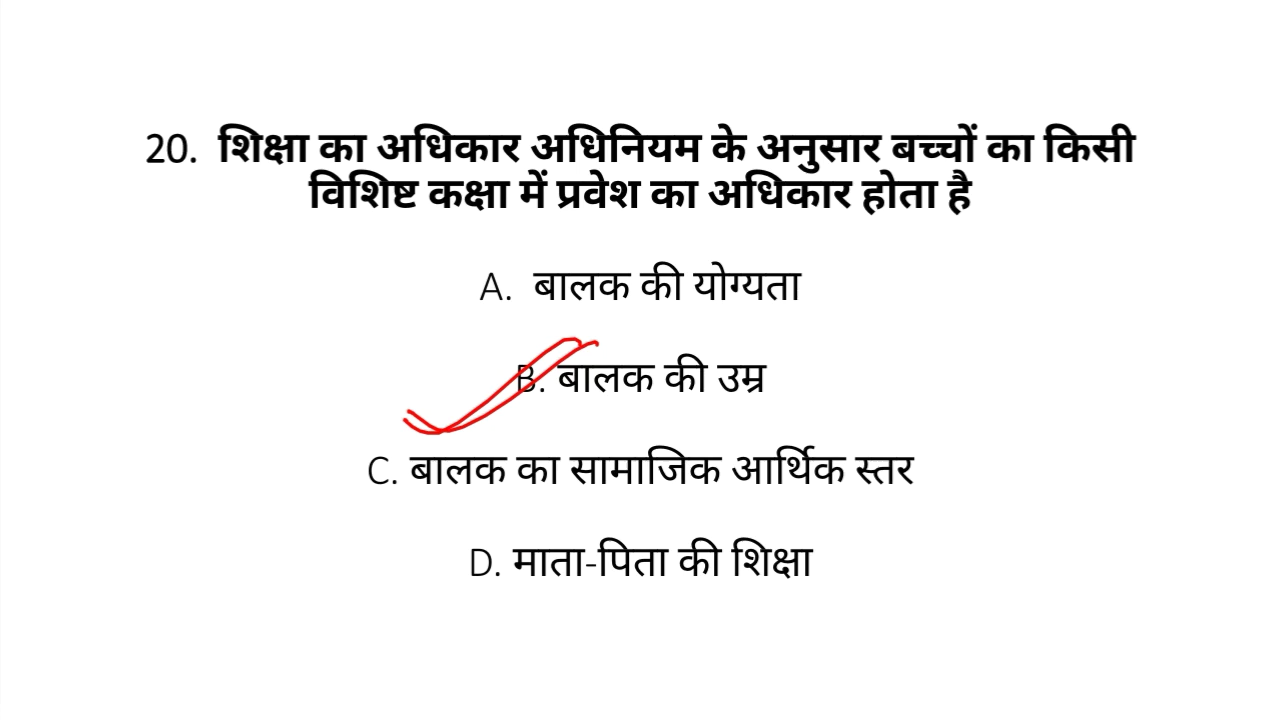 20. शिक्षा का अधिकार अधिनियम के अनुसार बच्चों का किसी
विशिष्ट कक्षा में प्रवेश का अधिकार होता है
A. बालक की योग्यता
B. बालक की उम्र
C. बालक का सामाजिक आर्थिक स्तर
D. माता-पिता की शिक्षा